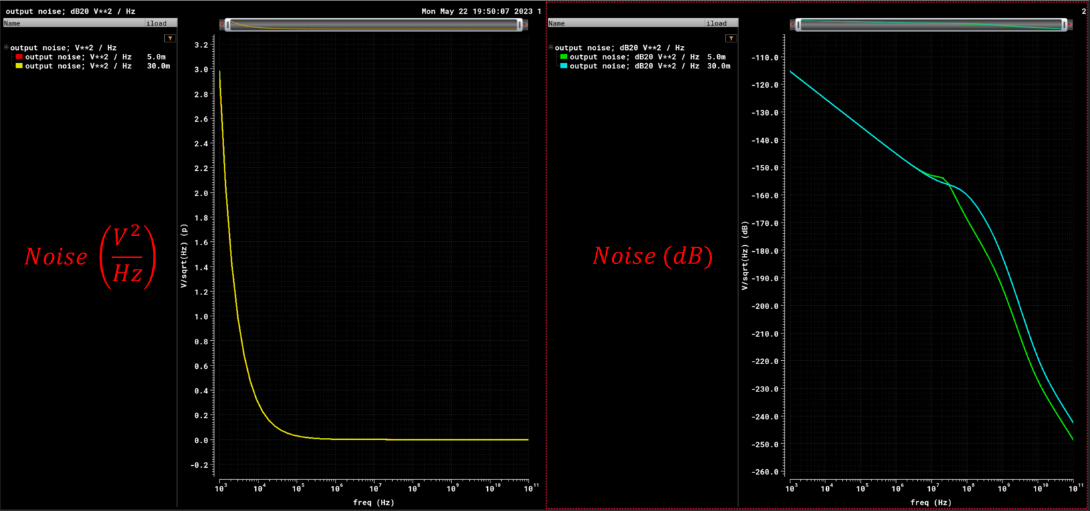 output noise; dB20 V**2 / Hz
Mon May 22 19:50:07 2023 1
Name
iload
output noise; V**2 / Hz
output noise; V**2 / Hz 5.0m
output noise; V**2 / Hz 30.0m
Noise (V²/Hz)
V/sqrt(Hz) (p)
3.2
3.0
2.8
2.6
2.4
2.2
2.0
1.8
1.6
1.4
1.2
1.0
0.8
0.6
0.4
0.2
0.0
-0.2
10³ 10⁴ 10⁵ 10⁶ 10⁷ 10⁸ 10⁹ 10¹⁰ 10¹¹
freq (Hz)
2
Name
iload
output noise; dB20 V**2 / Hz
output noise; dB20 V**2 / Hz 5.0m
output noise; dB20 V**2 / Hz 30.0m
Noise (dB)
V/sqrt(Hz) (dB)
-110.0
-120.0
-130.0
-140.0
-150.0
-160.0
-170.0
-180.0
-190.0
-200.0
-210.0
-220.0
-230.0
-240.0
-250.0
-260.0
10³ 10⁴ 10⁵ 10⁶ 10⁷ 10⁸ 10⁹ 10¹⁰ 10¹¹
freq (Hz)